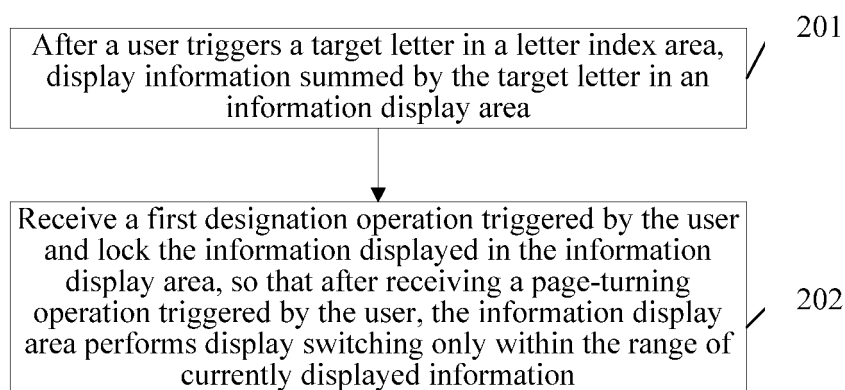 201
After a user triggers a target letter in a letter index area,
display information summed by the target letter in an
information display area
Receive a first designation operation triggered by the user
and lock the information displayed in the information
display area, so that after receiving a page-turning
operation triggered by the user, the information display
area performs display switching only within the range of
currently displayed information
202